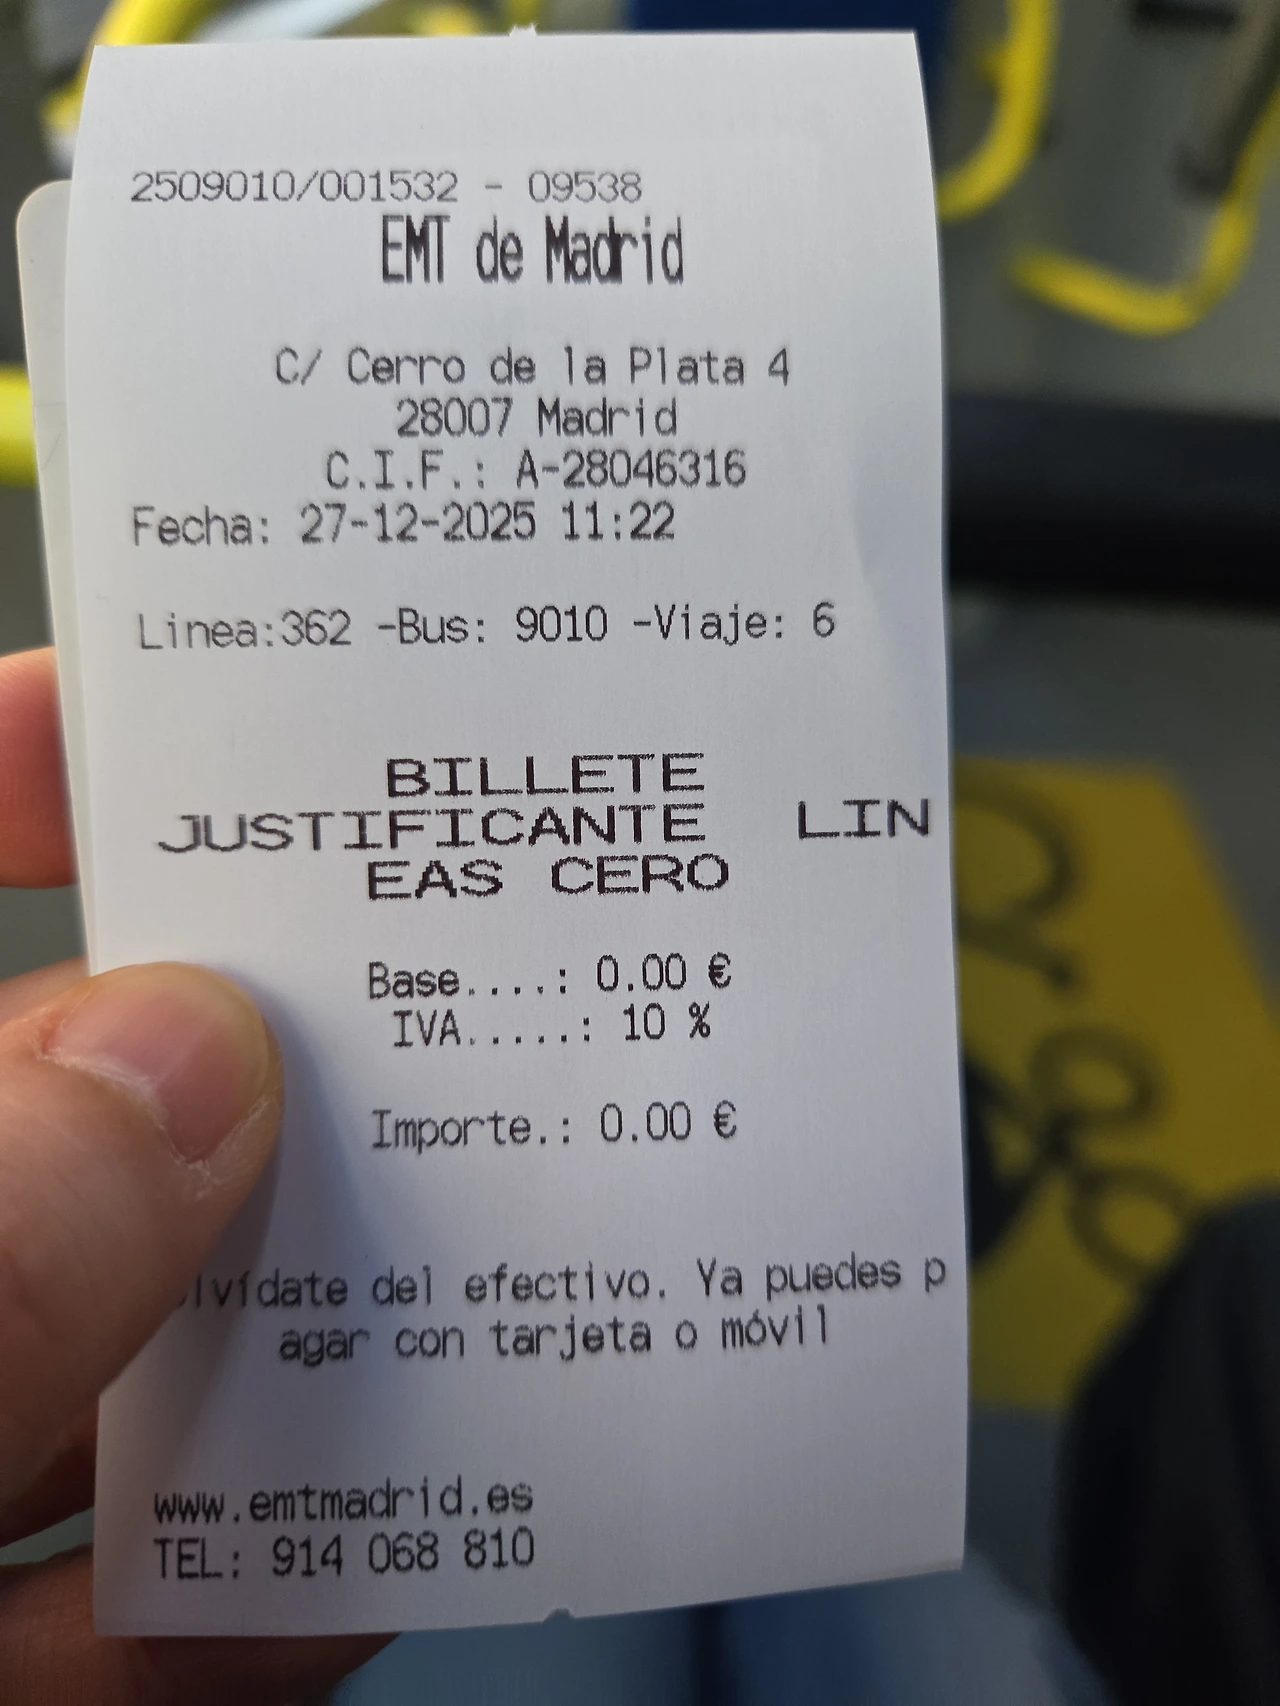 2509010/001532 - 09538
EMT de Madrid
C/ Cerro de la Plata 4
28007 Madrid
C.I.F.: A-28046316
Fecha: 27-12-2025 11:22
Linea:362 -Bus: 9010 -Viaje: 6
BILLETE
JUSTIFICANTE LIN
EAS CERO
Base....: 0.00 €
IVA.....: 10 %
Importe.: 0.00 €
lvídate del efectivo. Ya puedes p
agar con tarjeta o móvil
www.emtmadrid.es
TEL: 914 068 810